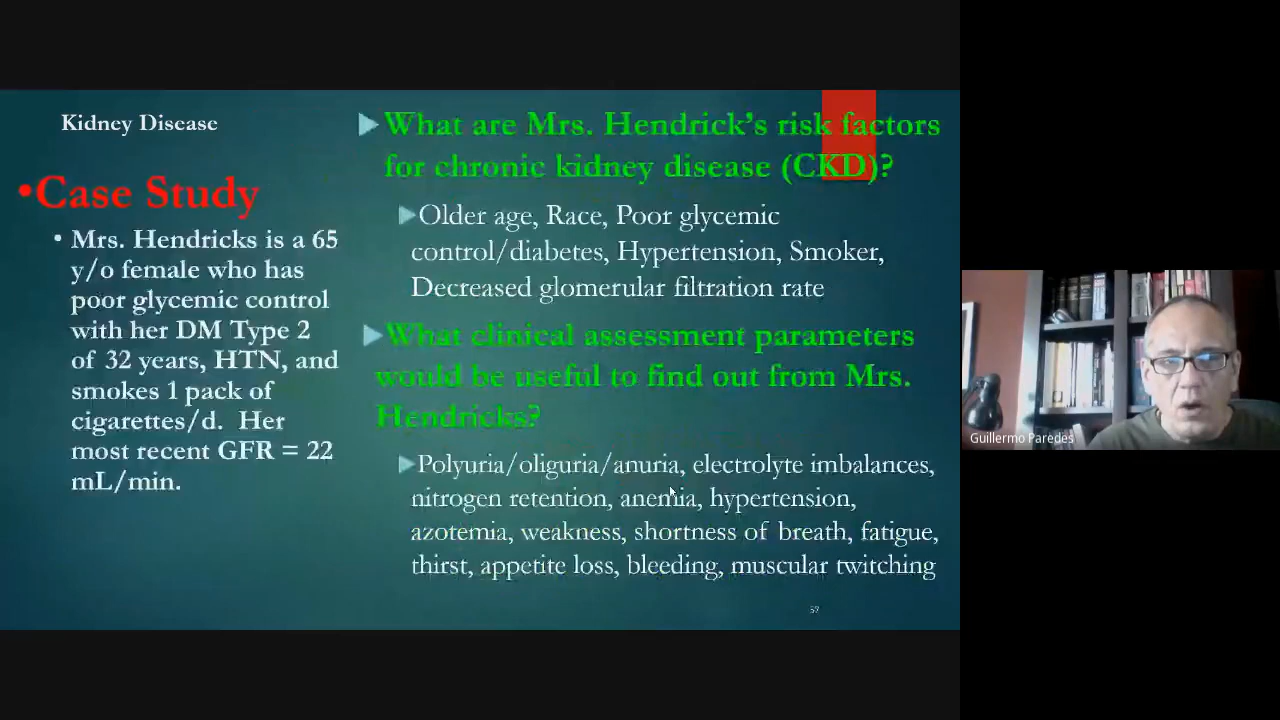 Kidney Disease
•Case Study
• Mrs. Hendricks is a 65
y/o female who has
poor glycemic control
with her DM Type 2
of 32 years, HTN, and
smokes 1 pack of
cigarettes/d. Her
most recent GFR = 22
mL/min.
What are Mrs. Hendrick's risk factors
for chronic kidney disease (CKD)?
Older age, Race, Poor glycemic
control/diabetes, Hypertension, Smoker,
Decreased glomerular filtration rate
What clinical assessment parameters
would be useful to find out from Mrs.
Hendricks?
Polyuria/oliguria/anuria, electrolyte imbalances,
nitrogen retention, anemia, hypertension,
azotemia, weakness, shortness of breath, fatigue,
thirst, appetite loss, bleeding, muscular twitching
57
Guillermo Paredes